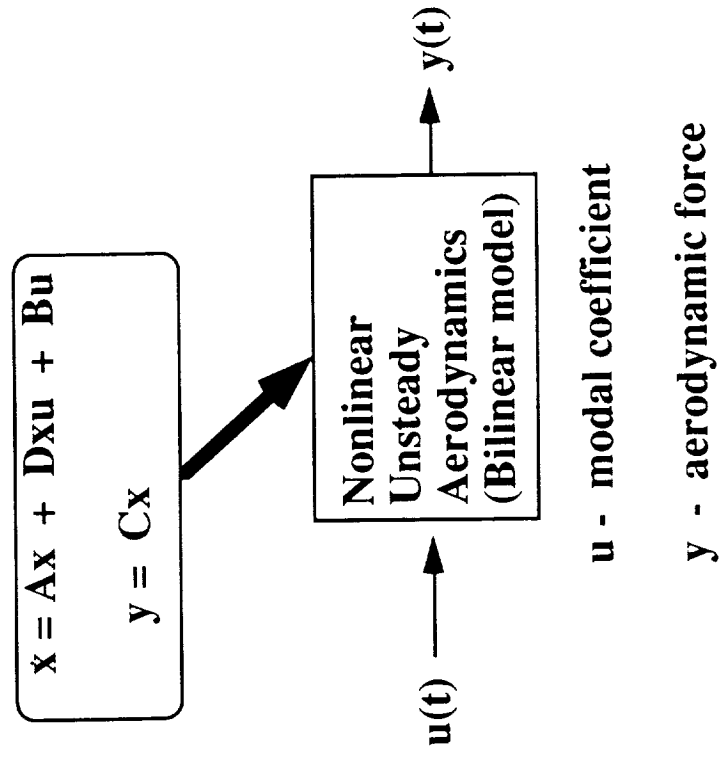 ẋ = Ax + Dxu + Bu
y = Cx
u(t)
Nonlinear
Unsteady
Aerodynamics
(Bilinear model)
y(t)
u - modal coefficient
y - aerodynamic force